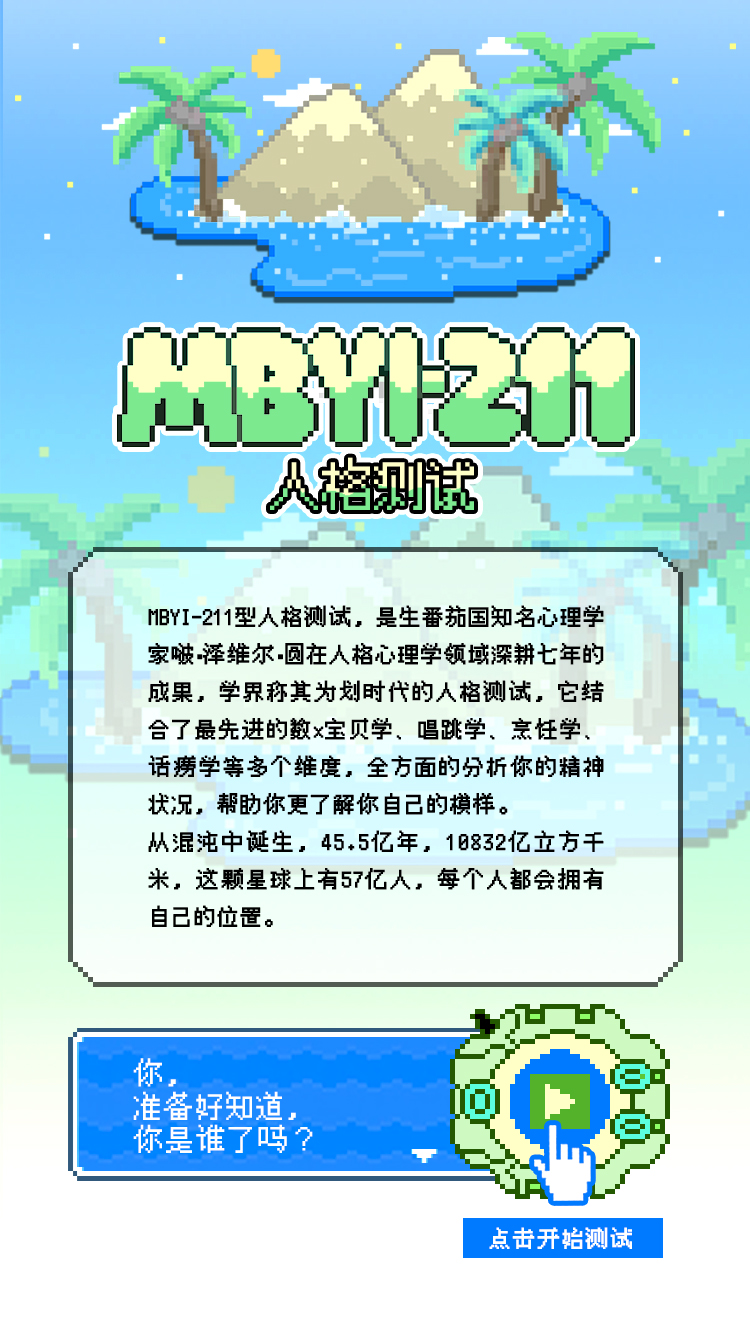 MBYI-211
人格测试
MBYI-211型人格测试，是生番茄国知名心理学
家啵·泽维尔·圆在人格心理学领域深耕七年的
成果，学界称其为划时代的人格测试，它结
合了最先进的数x宝贝学、唱跳学、烹饪学、
话痨学等多个维度，全方面的分析你的精神
状况，帮助你更了解你自己的模样。
从混沌中诞生，45.5亿年，10832亿立方千
米，这颗星球上有57亿人，每个人都会拥有
自己的位置。
你，
准备好知道，
你是谁了吗？
点击开始测试